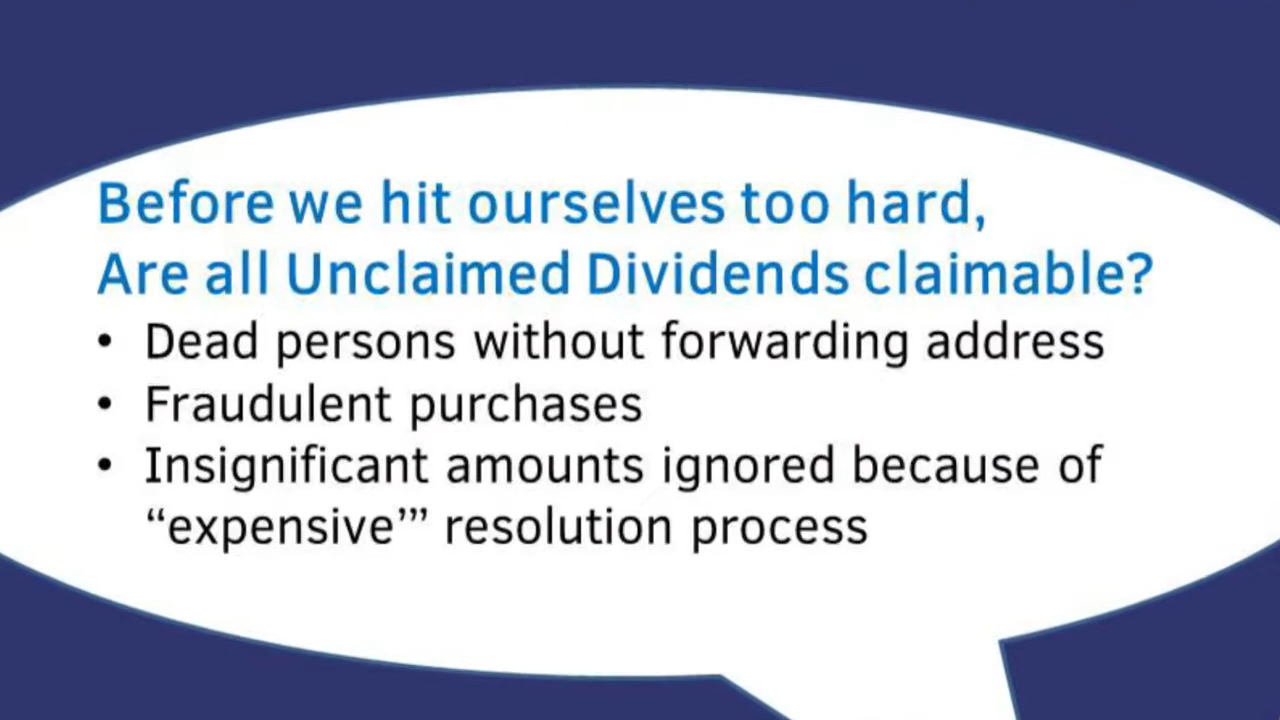 Before we hit ourselves too hard,
Are all Unclaimed Dividends claimable?
• Dead persons without forwarding address
• Fraudulent purchases
• Insignificant amounts ignored because of
“expensive’” resolution process